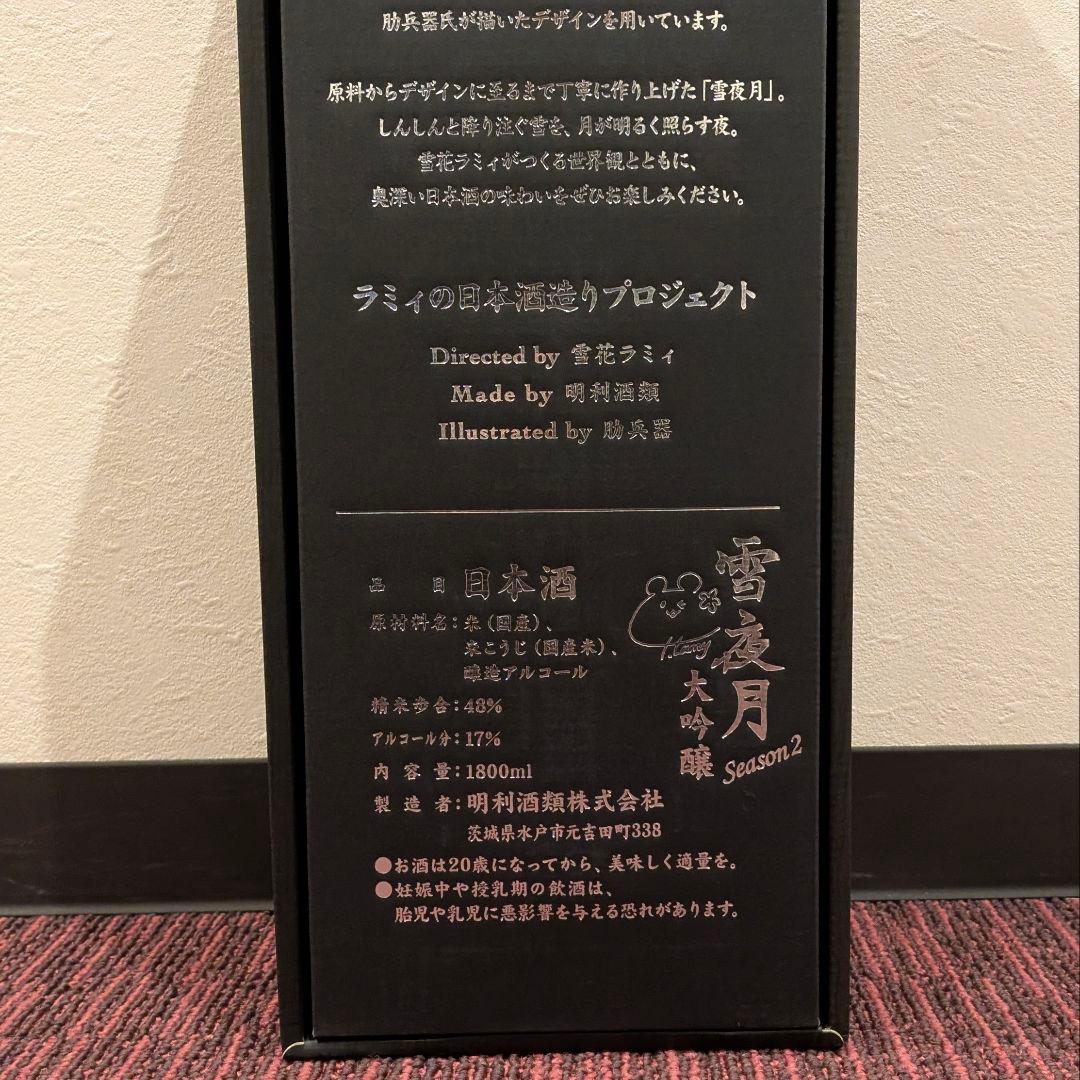 肋兵器氏が描いたデザインを用いています。
原料からデザインに至るまで丁寧に作り上げた「雪夜月」。
しんしんと降り注ぐ雪を、月が明るく照らす夜。
雪花ラミィがつくる世界観とともに、
奥深い日本酒の味わいをぜひお楽しみください。
ラミィの日本酒造りプロジェクト
Directed by 雪花ラミィ
Made by 明利酒類
Illustrated by 肋兵器
品目 日本酒
原材料名：米（国産）、
米こうじ（国産米）、
醸造アルコール
精米歩合：48%
アルコール分：17%
内容量：1800ml
製造者：明利酒類株式会社
茨城県水戸市元吉田町338
●お酒は20歳になってから、美味しく適量を。
●妊娠中や授乳期の飲酒は、
胎児や乳児に悪影響を与える恐れがあります。
雪夜月
大吟醸
Season2